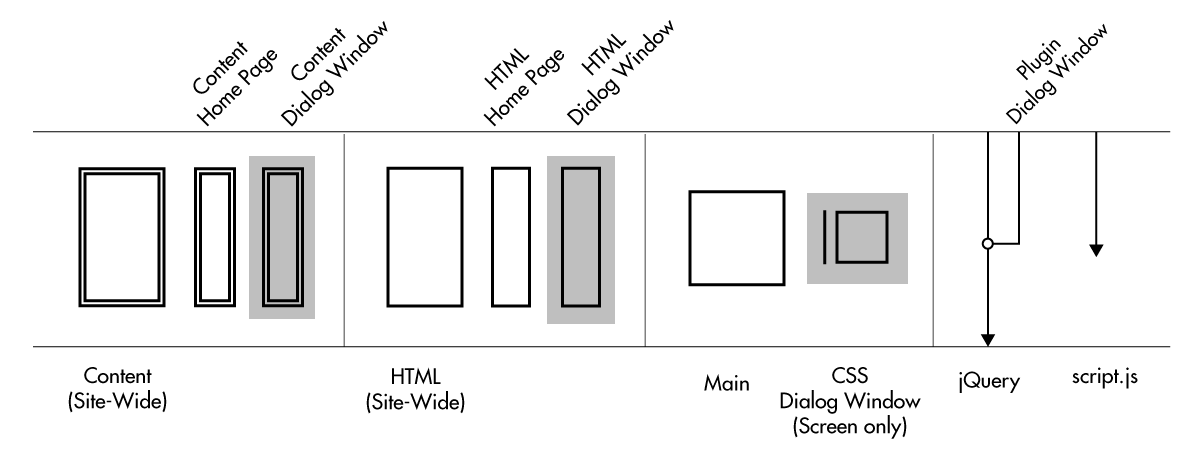 Content
Home Page
Content
Dialog Window
HTML
Home Page
HTML
Dialog Window
Plugin
Dialog Window
Content
(Site-Wide)
HTML
(Site-Wide)
Main
CSS
Dialog Window
(Screen only)
jQuery
script.js